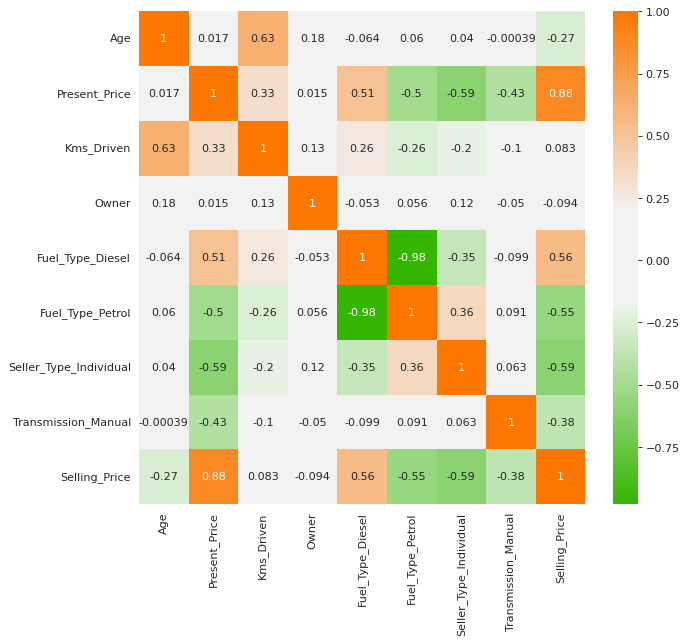 Age 1 0.017 0.63 0.18 -0.064 0.06 0.04 -0.00039 -0.27
Present_Price 0.017 1 0.33 0.015 0.51 -0.5 -0.59 -0.43 0.88
Kms_Driven 0.63 0.33 1 0.13 0.26 -0.26 -0.2 -0.1 0.083
Owner 0.18 0.015 0.13 1 -0.053 0.056 0.12 -0.05 -0.094
Fuel_Type_Diesel -0.064 0.51 0.26 -0.053 1 -0.98 -0.35 -0.099 0.56
Fuel_Type_Petrol 0.06 -0.5 -0.26 0.056 -0.98 1 0.36 0.091 -0.55
Seller_Type_Individual 0.04 -0.59 -0.2 0.12 -0.35 0.36 1 0.063 -0.59
Transmission_Manual -0.00039 -0.43 -0.1 -0.05 -0.099 0.091 0.063 1 -0.38
Selling_Price -0.27 0.88 0.083 -0.094 0.56 -0.55 -0.59 -0.38 1
Age
Present_Price
Kms_Driven
Owner
Fuel_Type_Diesel
Fuel_Type_Petrol
Seller_Type_Individual
Transmission_Manual
Selling_Price
1.00
0.75
0.50
0.25
0.00
−0.25
−0.50
−0.75